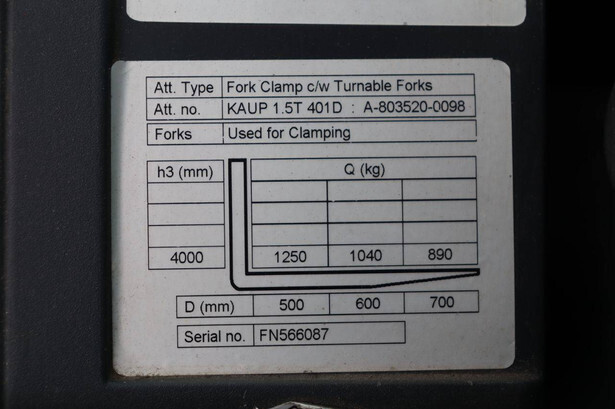 Att. Type Fork Clamp c/w Turnable Forks
Att. no. KAUP 1.5T 401D : A-803520-0098
Forks Used for Clamping
h3 (mm) Q (kg)
4000 1250 1040 890
D (mm) 500 600 700
Serial no. FN566087